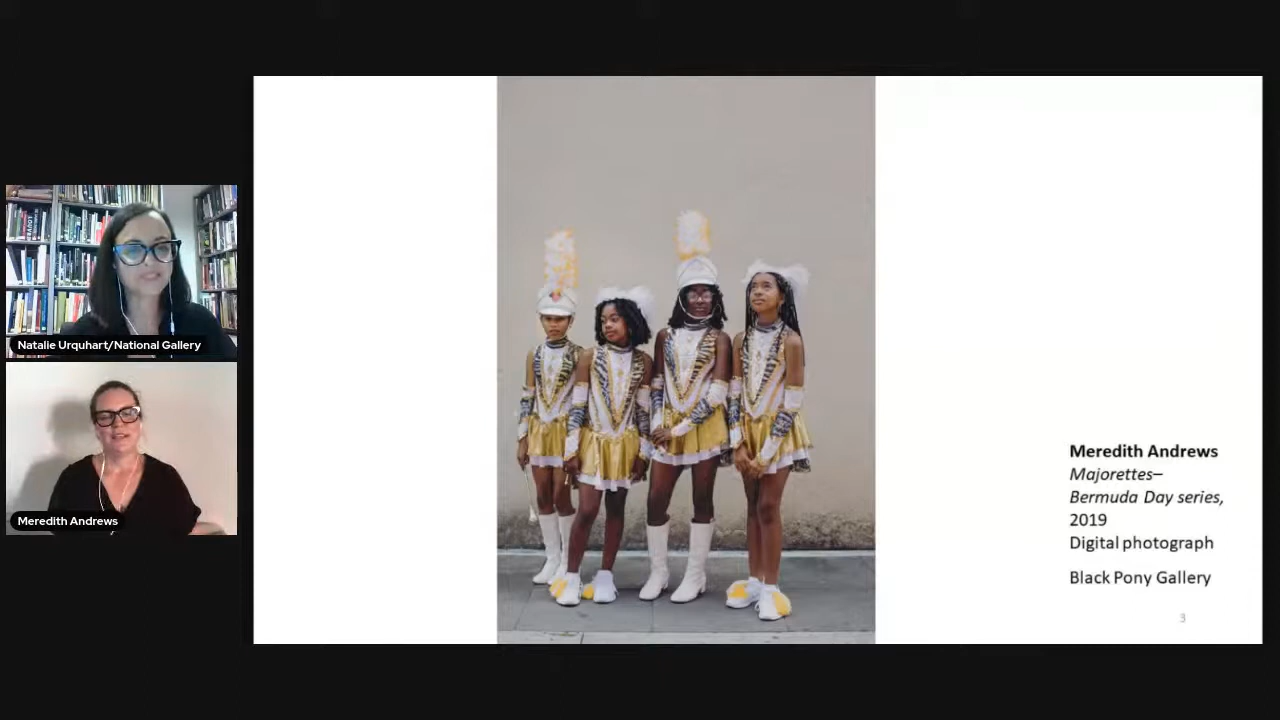 Natalie Urquhart/National Gallery
Meredith Andrews
Meredith Andrews
Majorettes–
Bermuda Day series,
2019
Digital photograph
Black Pony Gallery
3